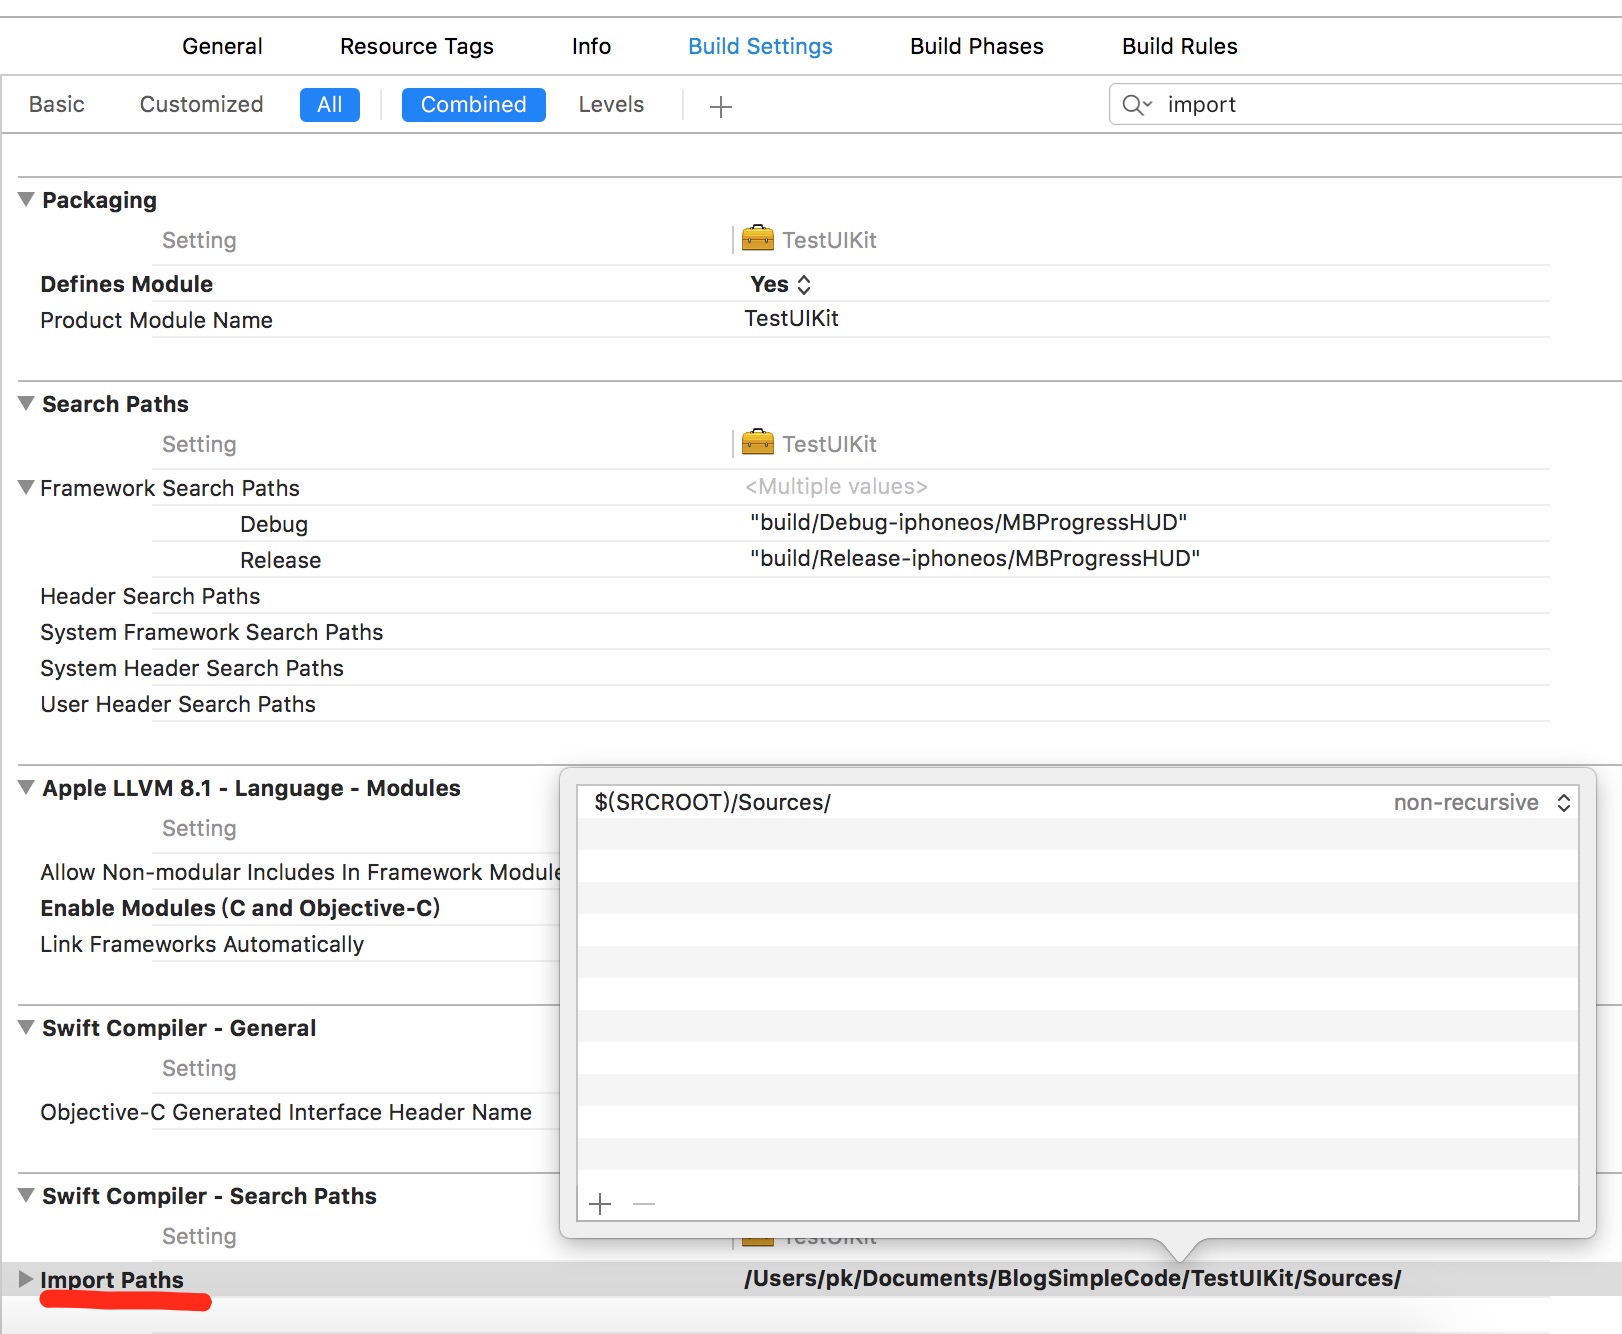 General Resource Tags Info Build Settings Build Phases Build Rules
Basic Customized All Combined Levels import
Packaging
Setting TestUIKit
Defines Module Yes
Product Module Name TestUIKit
Search Paths
Setting TestUIKit
Framework Search Paths <Multiple values>
Debug "build/Debug-iphoneos/MBProgressHUD"
Release "build/Release-iphoneos/MBProgressHUD"
Header Search Paths
System Framework Search Paths
System Header Search Paths
User Header Search Paths
Apple LLVM 8.1 - Language - Modules
$(SRCROOT)/Sources/ non-recursive
Setting
Allow Non-modular Includes In Framework Module
Enable Modules (C and Objective-C)
Link Frameworks Automatically
Swift Compiler - General
Setting
Objective-C Generated Interface Header Name
Swift Compiler - Search Paths
Setting TestUIKit
Import Paths /Users/pk/Documents/BlogSimpleCode/TestUIKit/Sources/